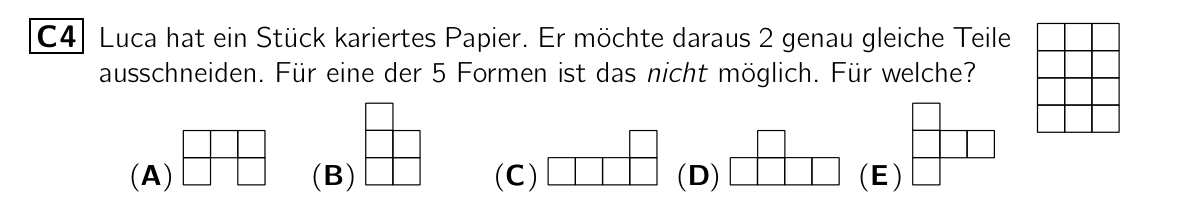 C4 Luca hat ein Stück kariertes Papier. Er möchte daraus 2 genau gleiche Teile
ausschneiden. Für eine der 5 Formen ist das nicht möglich. Für welche?
(A) (B) (C) (D) (E)